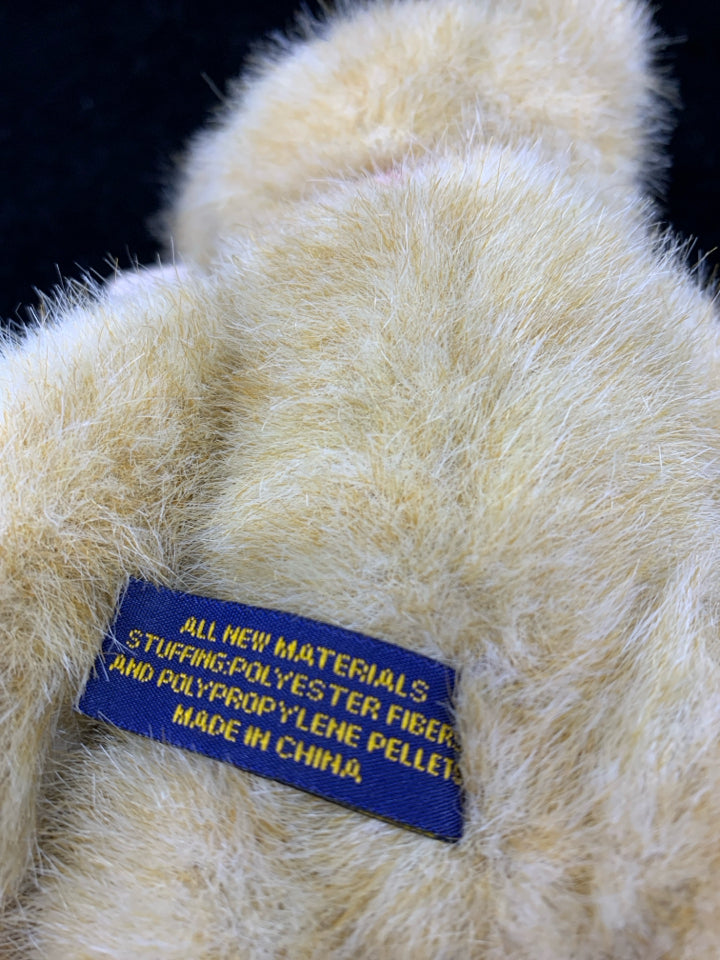 ALL NEW MATERIALS
STUFFING:POLYESTER FIBERS
AND POLYPROPYLENE PELLETS
MADE IN CHINA